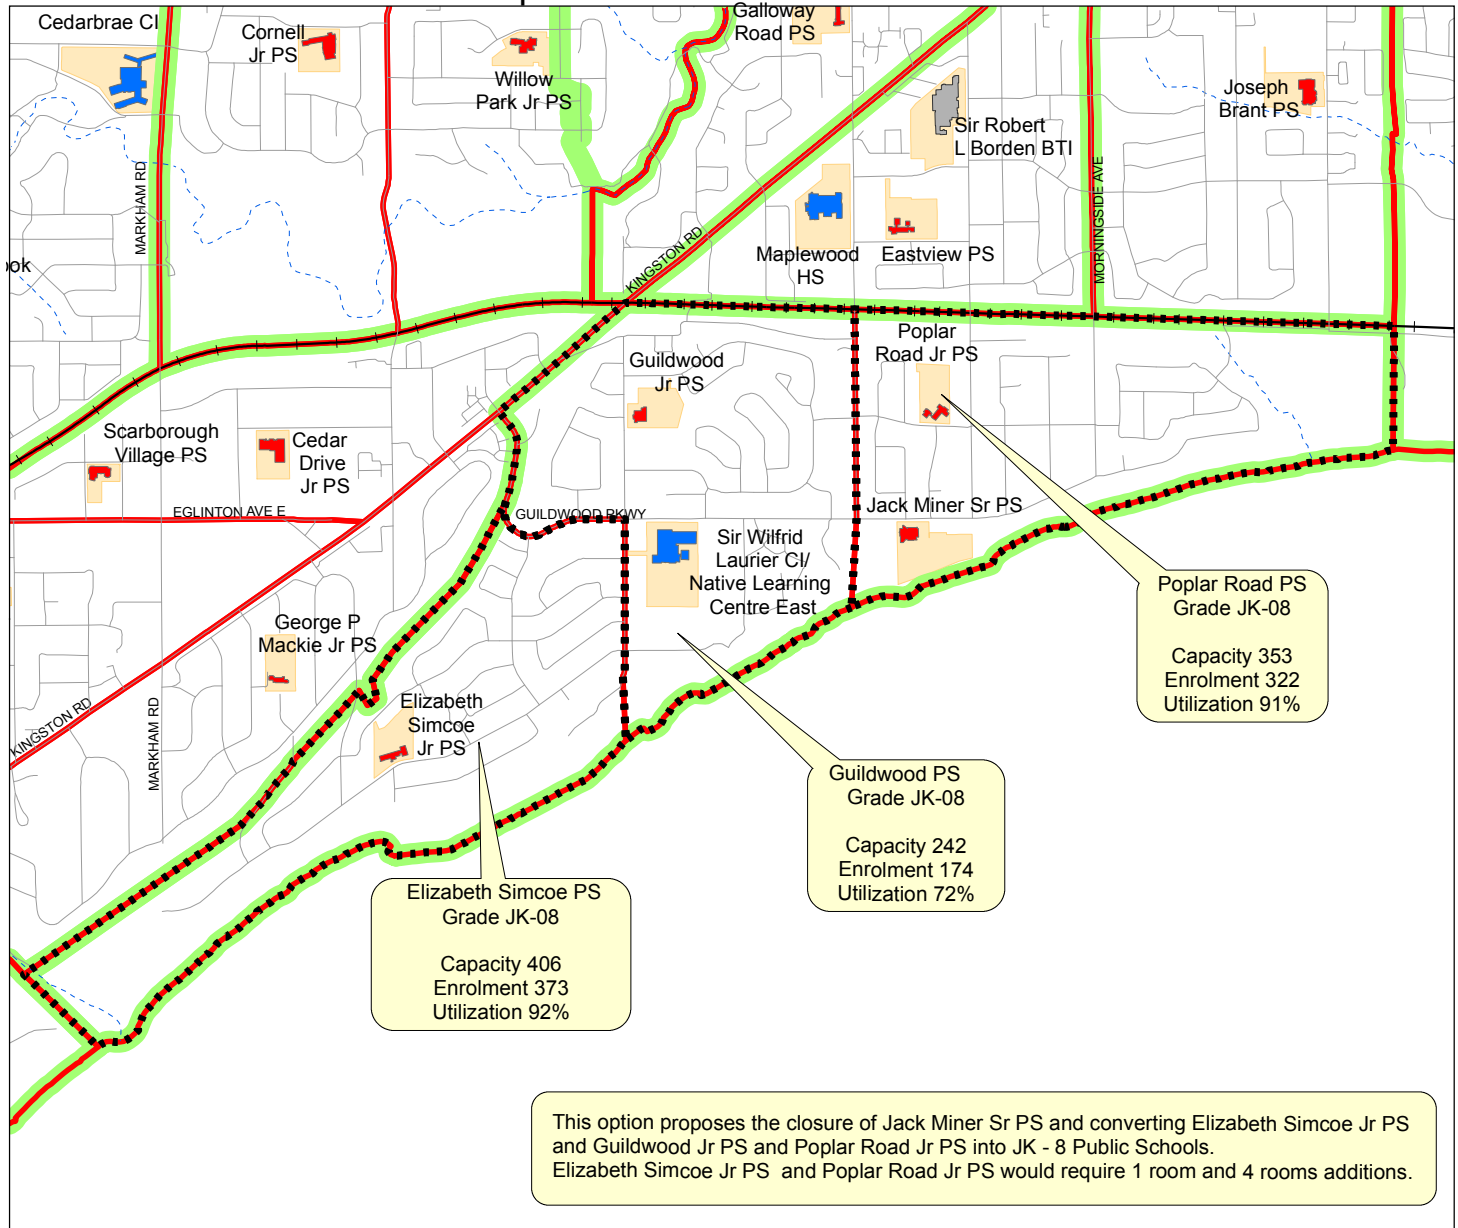 Cedarbrae CI
Cornell
Jr PS
Willow
Park Jr PS
Galloway
Road PS
Joseph
Brant PS
Sir Robert
L Borden BTI
MARKHAM RD
KINGSTON RD
MORNINGSIDE AVE
Maplewood
HS
Eastview PS
ok
Poplar
Road Jr PS
Guildwood
Jr PS
Scarborough
Village PS
Cedar
Drive
Jr PS
EGLINTON AVE E
GUILDWOOD PKWY
Jack Miner Sr PS
Sir Wilfrid
Laurier CI/
Native Learning
Centre East
George P
Mackie Jr PS
KINGSTON RD
MARKHAM RD
Elizabeth
Simcoe
Jr PS
Poplar Road PS
Grade JK-08
Capacity 353
Enrolment 322
Utilization 91%
Guildwood PS
Grade JK-08
Capacity 242
Enrolment 174
Utilization 72%
Elizabeth Simcoe PS
Grade JK-08
Capacity 406
Enrolment 373
Utilization 92%
This option proposes the closure of Jack Miner Sr PS and converting Elizabeth Simcoe Jr PS
and Guildwood Jr PS and Poplar Road Jr PS into JK - 8 Public Schools.
Elizabeth Simcoe Jr PS and Poplar Road Jr PS would require 1 room and 4 rooms additions.